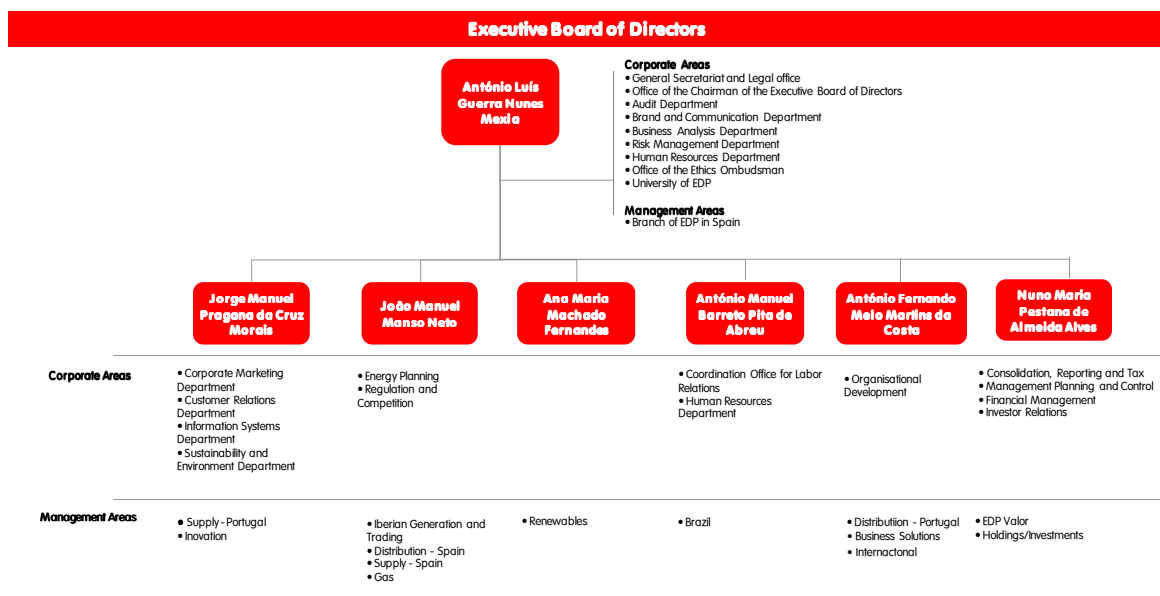 Executive Board of Directors
António Luís
Guerra Nunes
Mexia
Corporate Areas
• General Secretariat and Legal office
• Office of the Chairman of the Executive Board of Directors
• Audit Department
• Brand and Communication Department
• Business Analysis Department
• Risk Management Department
• Human Resources Department
• Office of the Ethics Ombudsman
• University of EDP
Management Areas
• Branch of EDP in Spain
Jorge Manuel
Pragana da Cruz
Morais
João Manuel
Manso Neto
Ana Maria
Machado
Fernandes
António Manuel
Barreto Pita de
Abreu
António Fernando
Melo Martins da
Costa
Nuno Maria
Pestana de
Almeida Alves
Corporate Areas
• Corporate Marketing
Department
• Customer Relations
Department
• Information Systems
Department
• Sustainability and
Environment Department
• Energy Planning
• Regulation and
Competition
• Coordination Office for Labor
Relations
• Human Resources
Department
• Organisational
Development
• Consolidation, Reporting and Tax
• Management Planning and Control
• Financial Management
• Investor Relations
Management Areas
• Supply - Portugal
• Inovation
• Iberian Generation and
Trading
• Distribution - Spain
• Supply - Spain
• Gas
• Renewables
• Brazil
• Distributiion - Portugal
• Business Solutions
• Internactonal
• EDP Valor
• Holdings/Investments